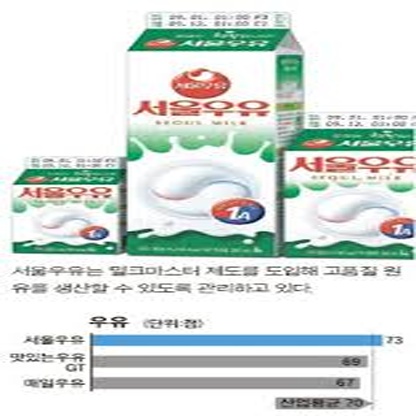 서울우유
SEOUL MILK
1A
서울우유
1A
서울우유
SEOUL MILK
1A
서울우유는 밀크마스터 제도를 도입해 고품질 원
유를 생산할 수 있도록 관리하고 있다.
우유 (단위:점)
서울우유 73
맛있는우유 GT 69
매일우유 67
산업평균 70